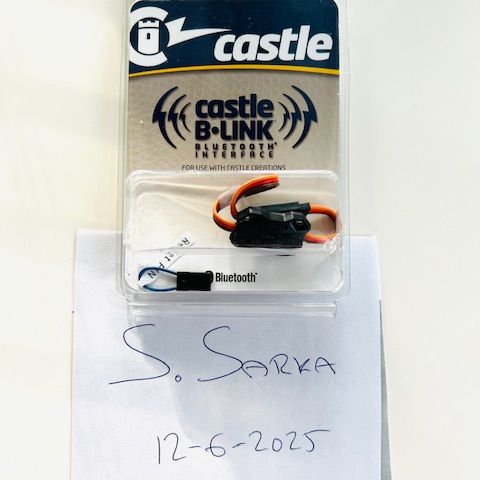 castle
castle
B•LINK
BLUETOOTH®
INTERFACE
FOR USE WITH CASTLE CREATIONS
Bluetooth®
S. SARKA
12-6-2025